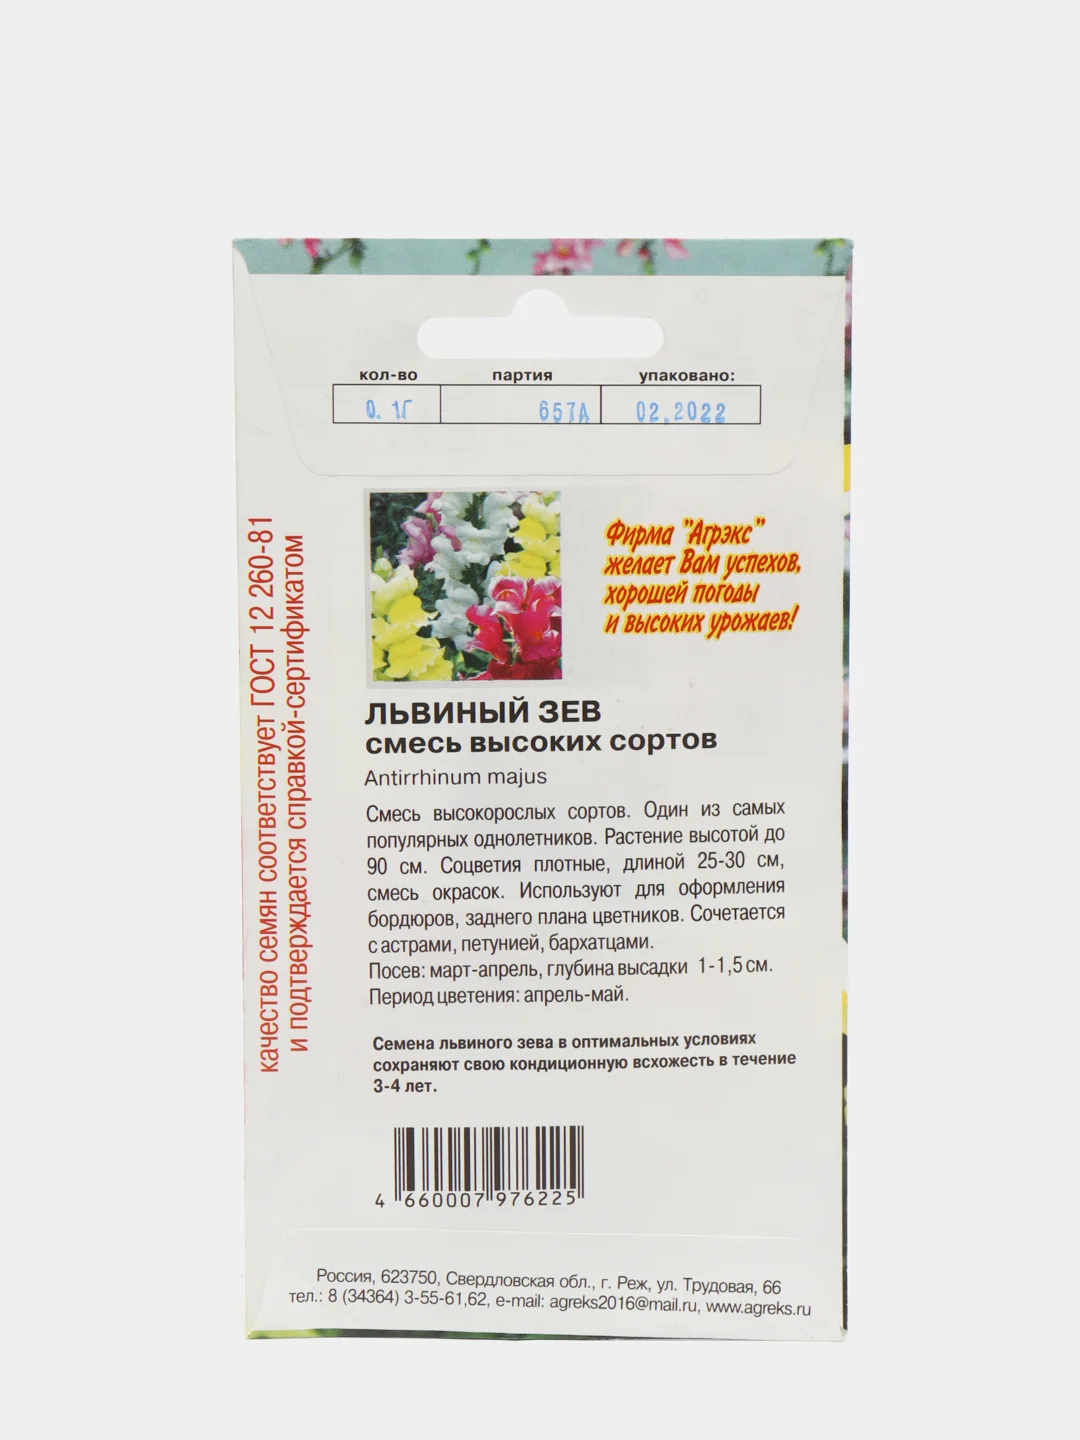 кол-во партия упаковано:
0.1Г 657А 02.2022
Фирма "Агрэкс"
желает Вам успехов,
хорошей погоды
и высоких урожаев!
качество семян соответствует ГОСТ 12 260-81
и подтверждается справкой-сертификатом
ЛЬВИНЫЙ ЗЕВ
смесь высоких сортов
Antirrhinum majus
Смесь высокорослых сортов. Один из самых
популярных однолетников. Растение высотой до
90 см. Соцветия плотные, длиной 25-30 см,
смесь окрасок. Используют для оформления
бордюров, заднего плана цветников. Сочетается
с астрами, петунией, бархатцами.
Посев: март-апрель, глубина высадки 1-1,5 см.
Период цветения: апрель-май.
Семена львиного зева в оптимальных условиях
сохраняют свою кондиционную всхожесть в течение
3-4 лет.
4 660007 976225
Россия, 623750, Свердловская обл., г. Реж, ул. Трудовая, 66
тел.: 8 (34364) 3-55-61,62, e-mail: agreks2016@mail.ru, www.agreks.ru